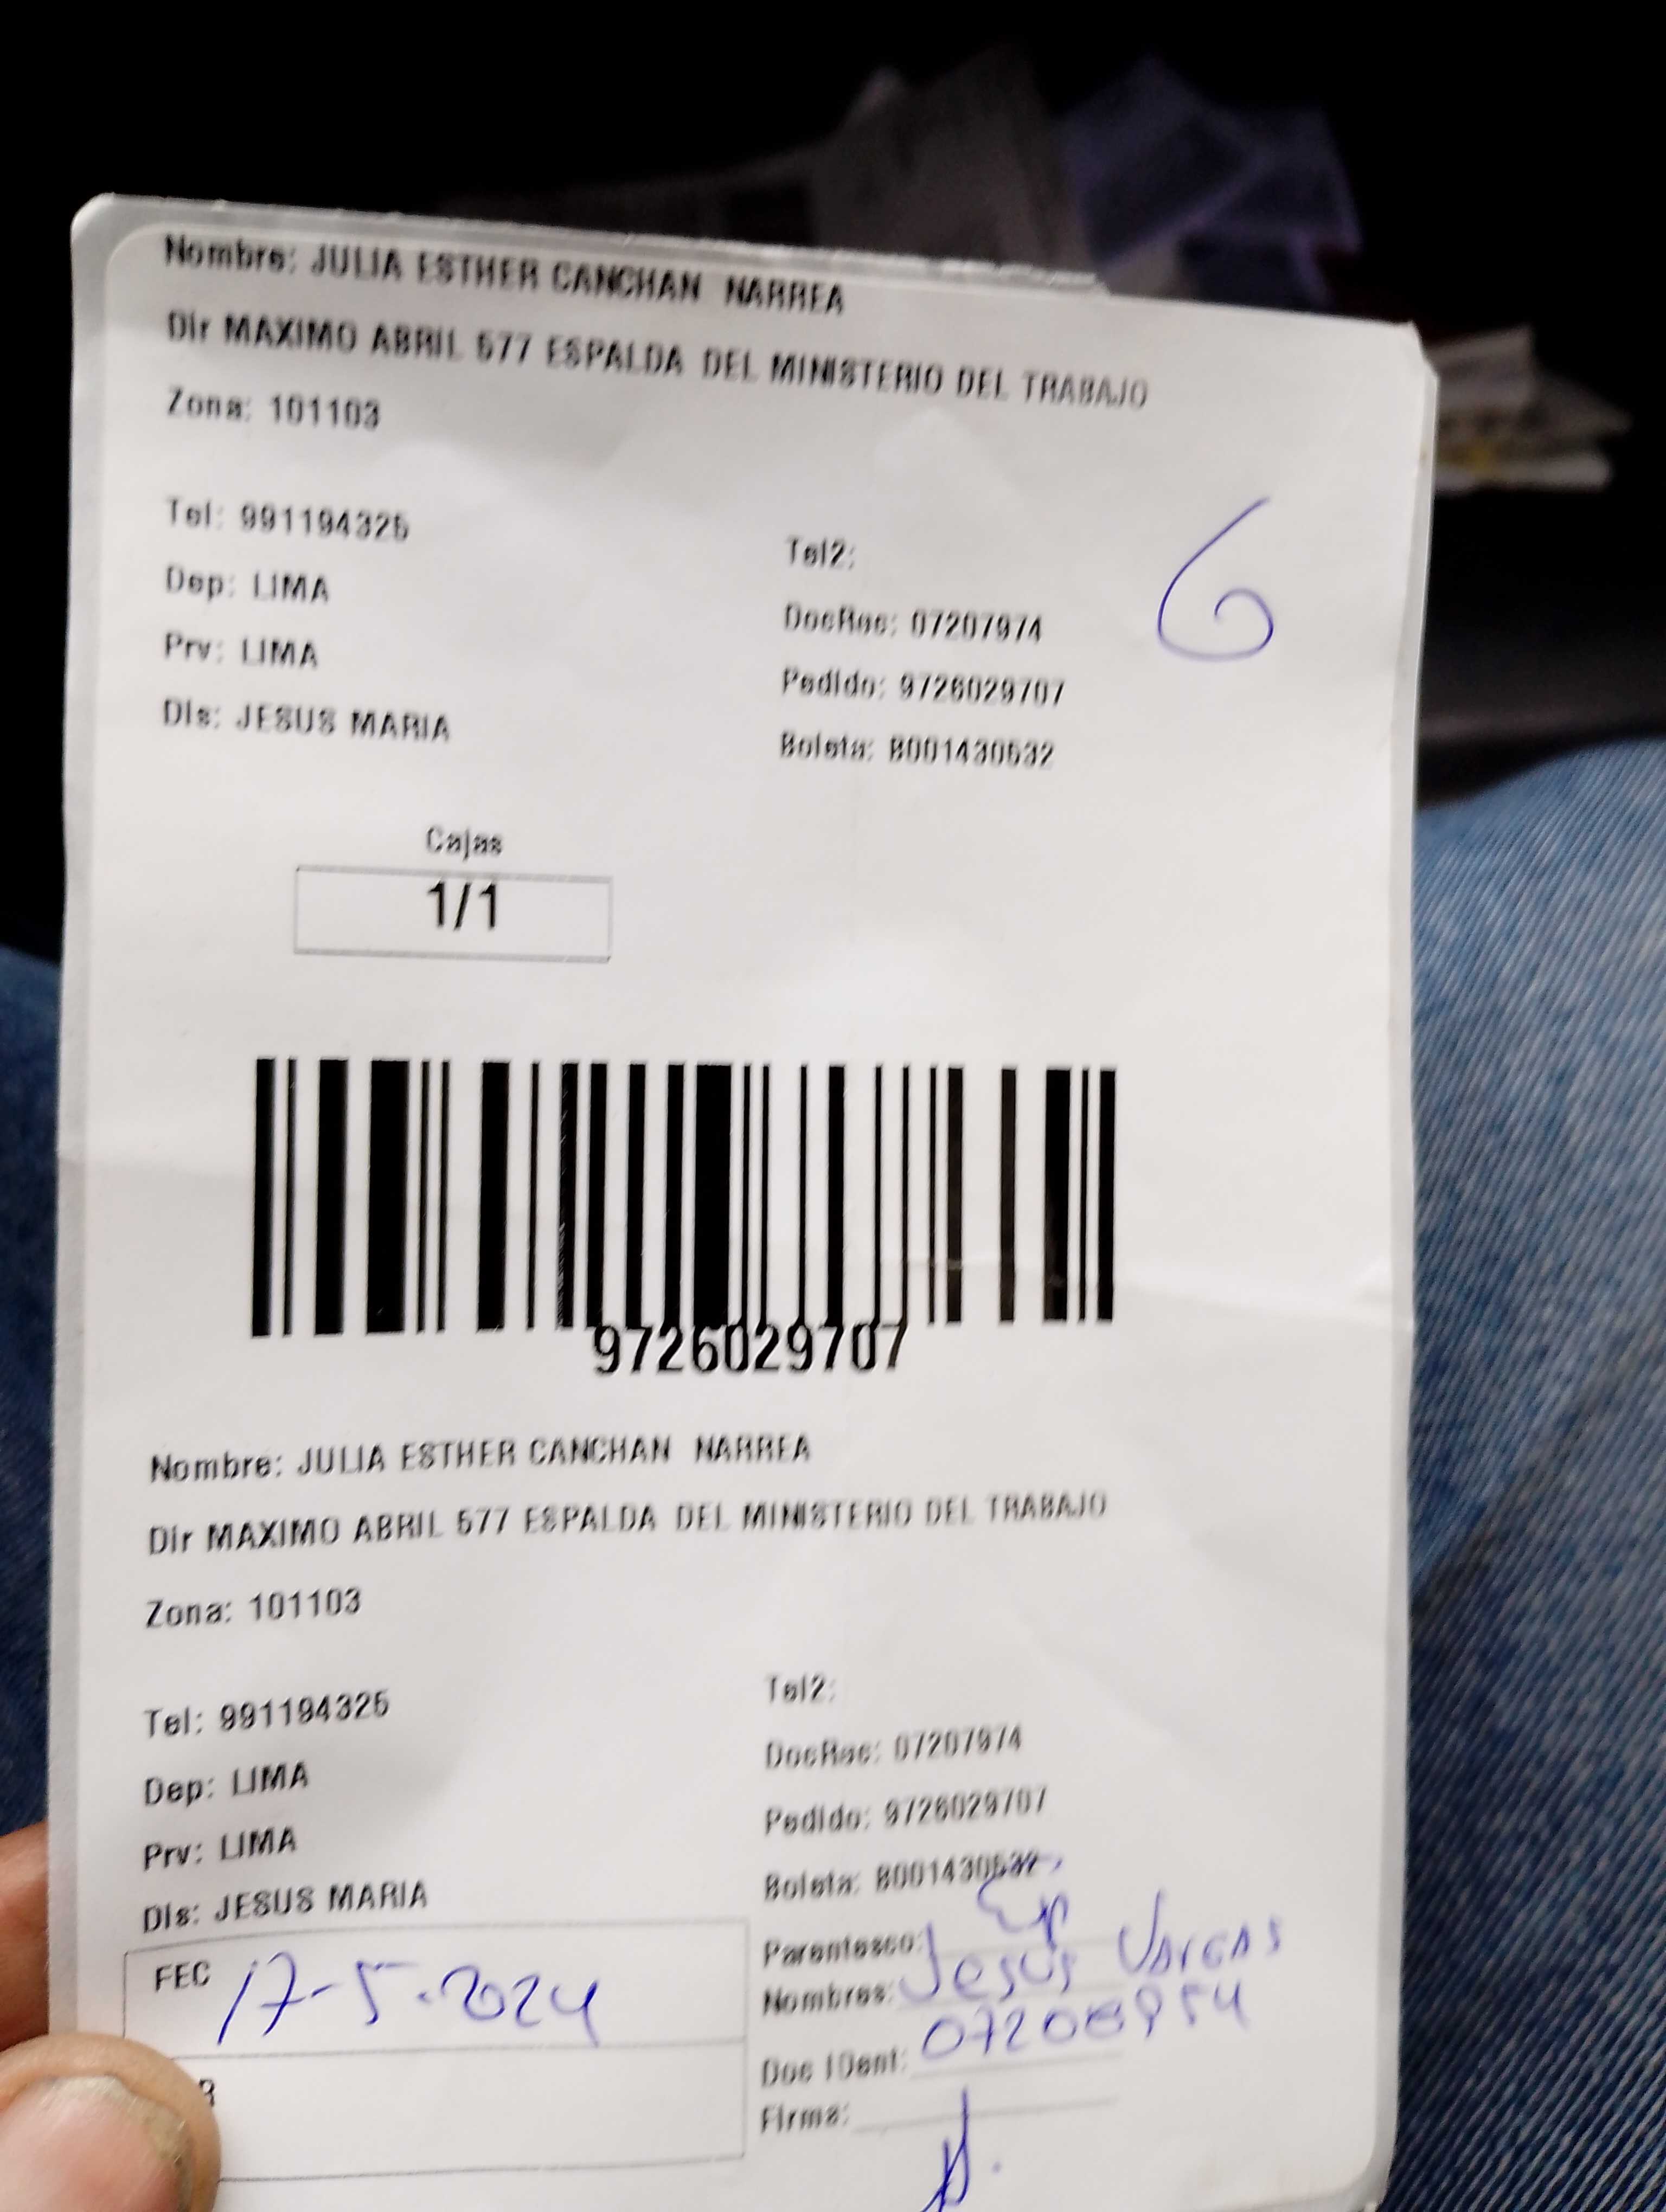 Nombre: JULIA ESTHER CANCHAN NARREA
Dir MAXIMO ABRIL 577 ESPALDA DEL MINISTERIO DEL TRABAJO
Zona: 101103
Tel: 991194325
Tel2:
Dep: LIMA
DocRec: 07207974
Prv: LIMA
Pedido: 9726029707
Dis: JESUS MARIA
Boleta: B001430532
6
Cajas
1/1
9726029707
Nombre: JULIA ESTHER CANCHAN NARREA
Dir MAXIMO ABRIL 577 ESPALDA DEL MINISTERIO DEL TRABAJO
Zona: 101103
Tel: 991194325
Tel2:
Dep: LIMA
DocRec: 07207974
Prv: LIMA
Pedido: 9726029707
Dis: JESUS MARIA
Boleta: B001430532
FEC 17-5-2024
Parentesco:
Nombres: Jesus Vargas
Doc IDent:
Firma: